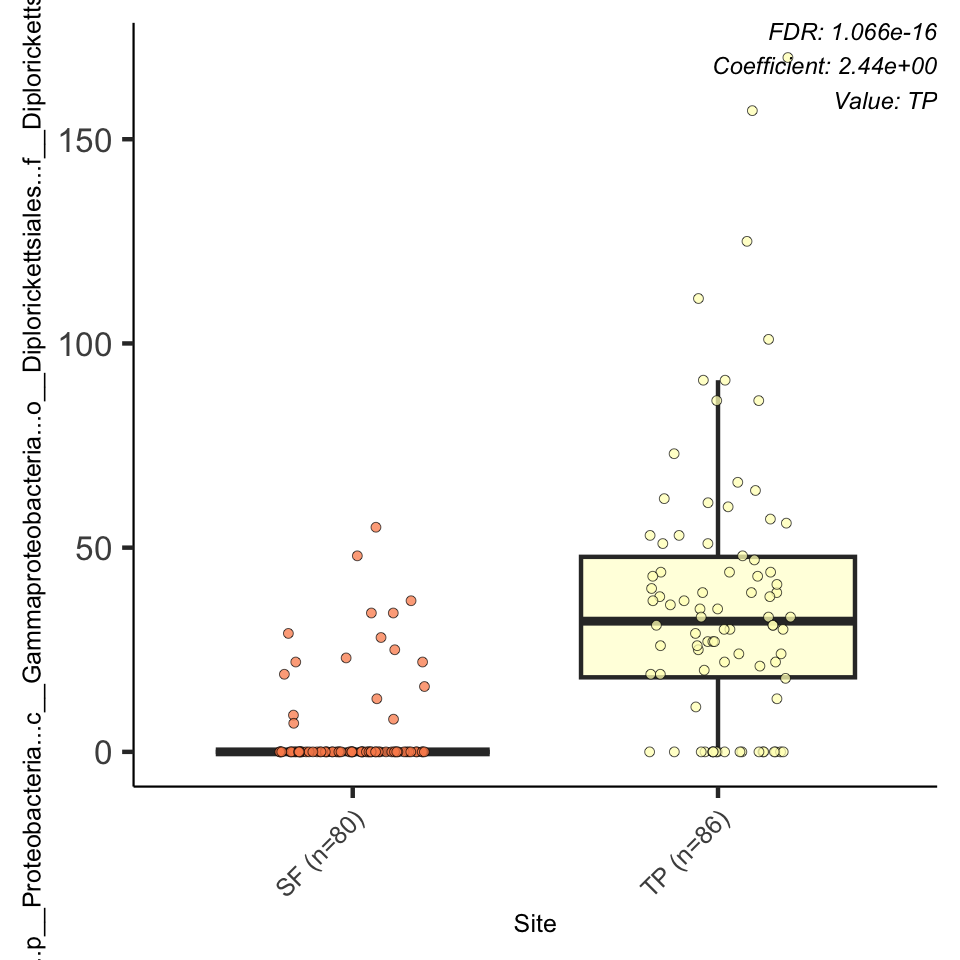 FDR: 1.066e-16
Coefficient: 2.44e+00
Value: TP
..p__Proteobacteria...c__Gammaproteobacteria...o__Diplorickettsiales...f__Diploricketts
150
100
50
0
SF (n=80)
TP (n=86)
Site